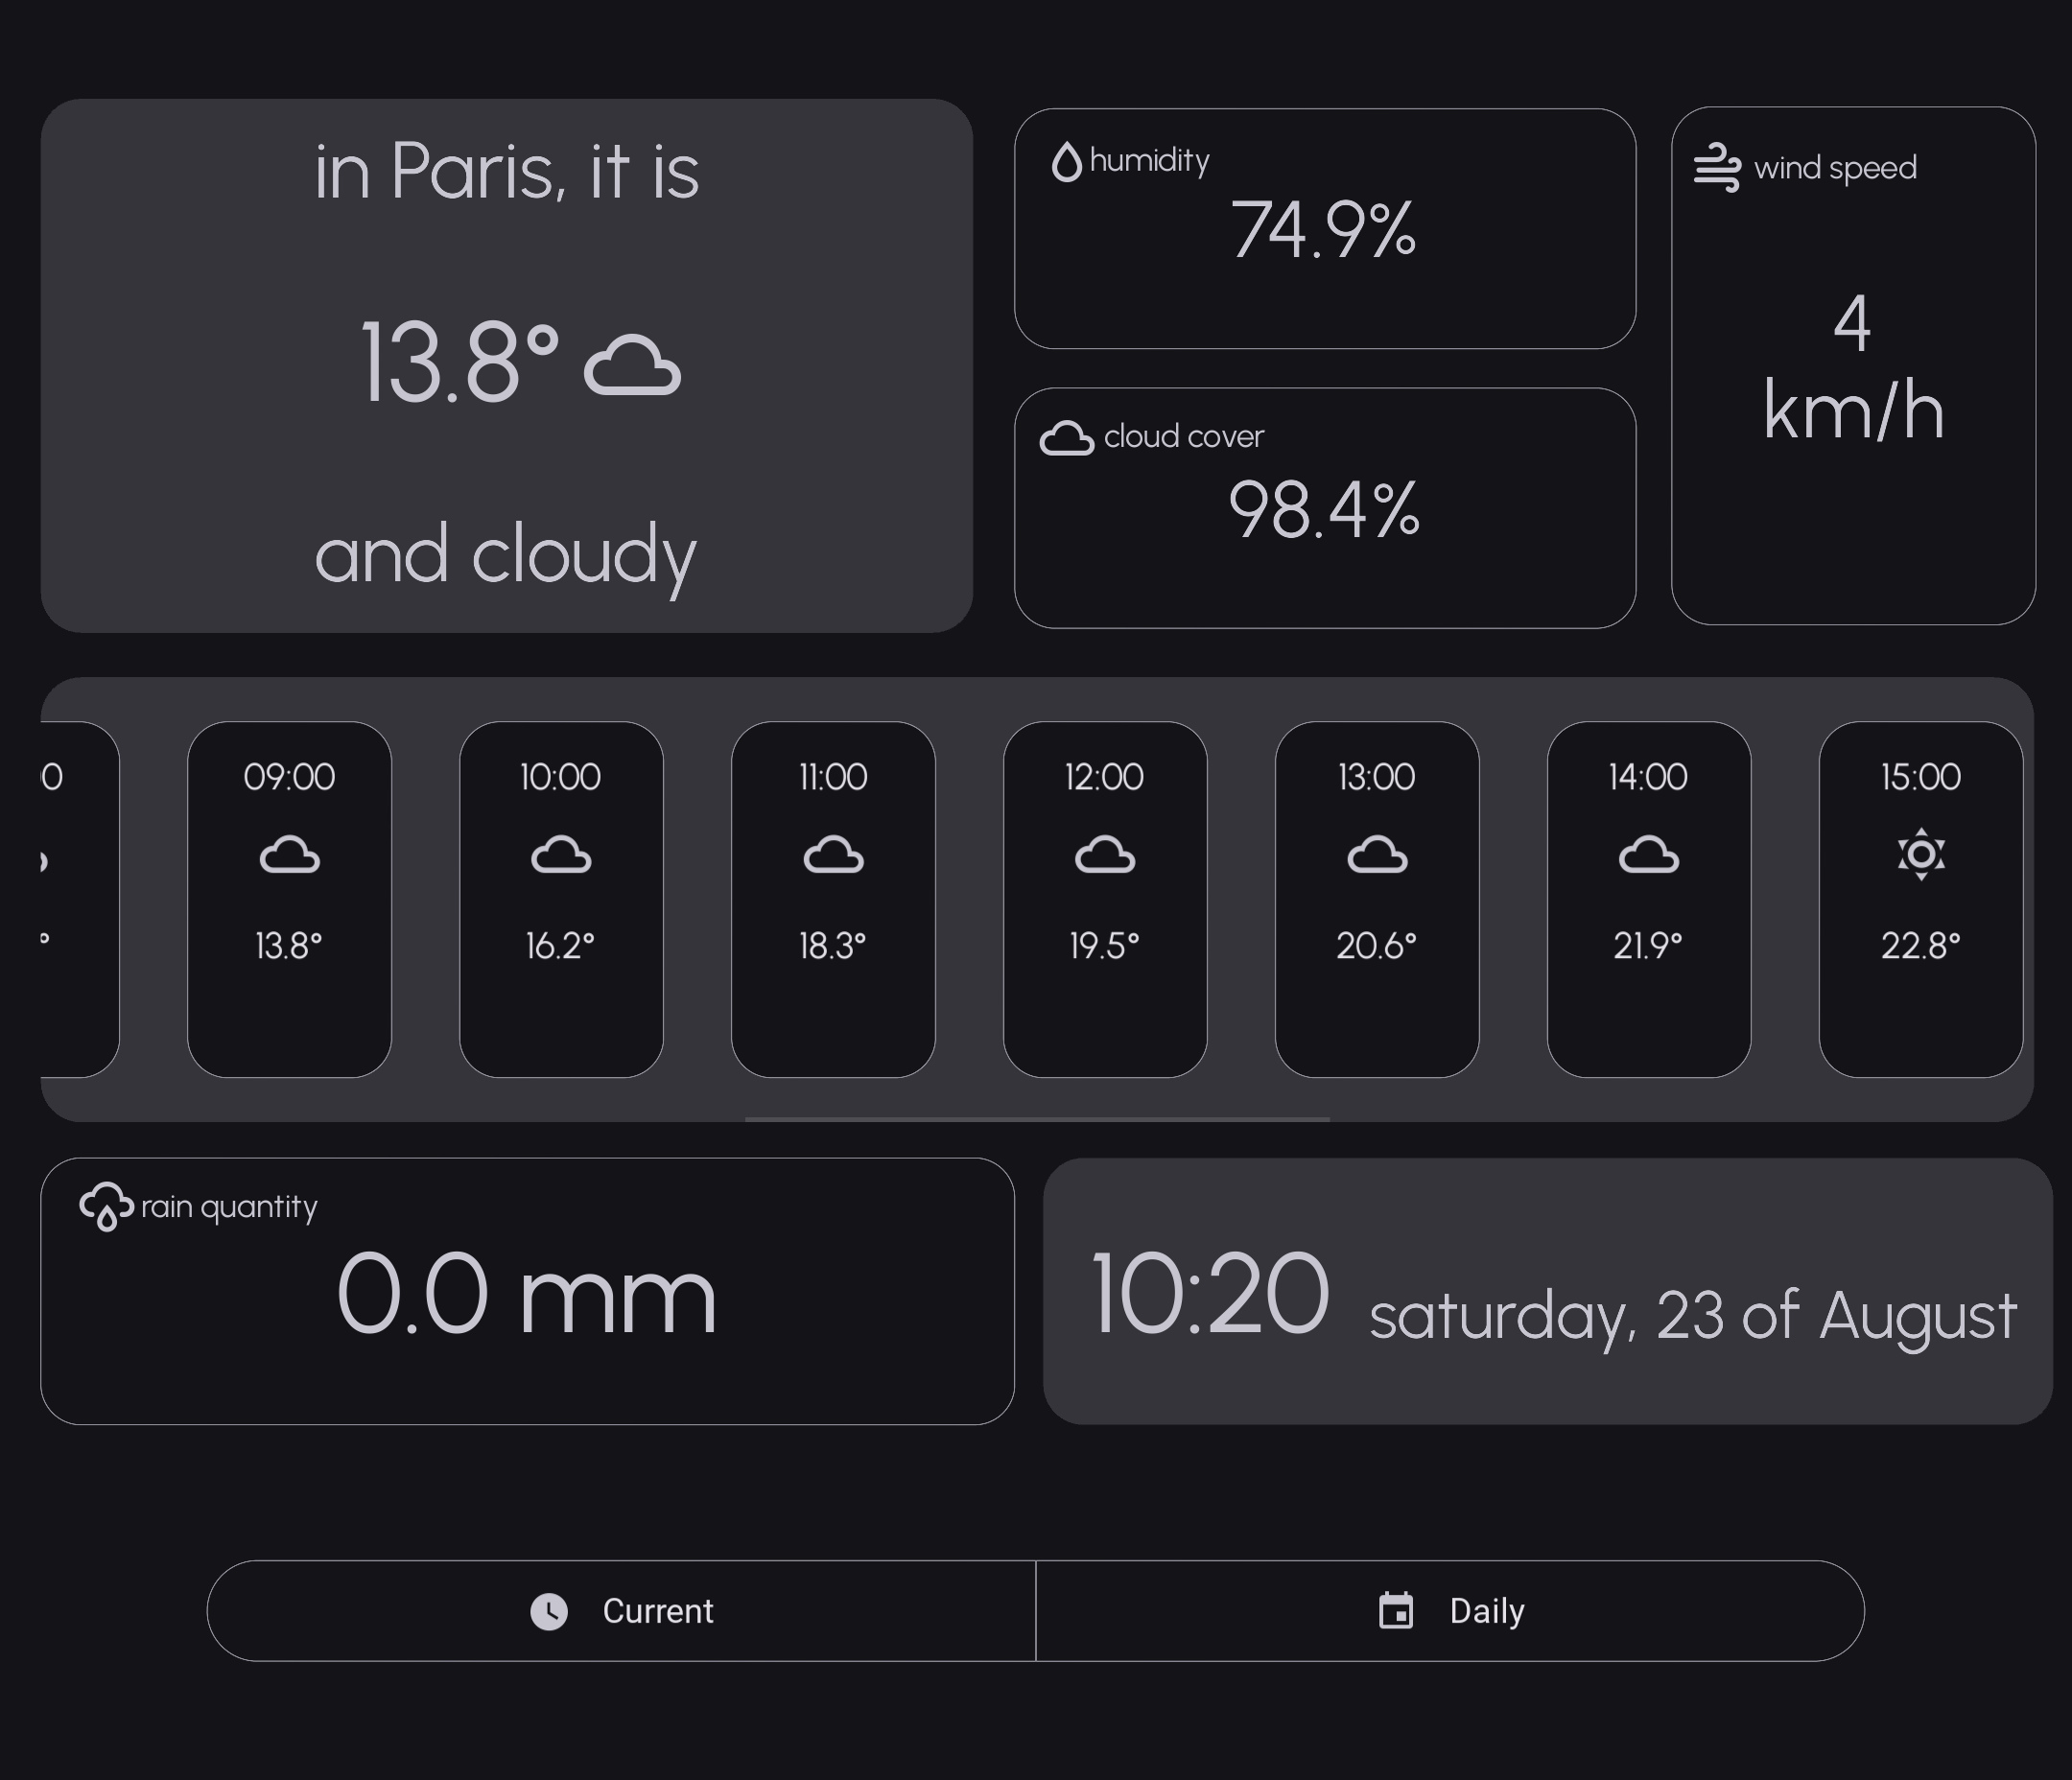 in Paris, it is
13.8°
and cloudy
humidity
74.9%
cloud cover
98.4%
wind speed
4
km/h
09:00
13.8°
10:00
16.2°
11:00
18.3°
12:00
19.5°
13:00
20.6°
14:00
21.9°
15:00
22.8°
rain quantity
0.0 mm
10:20 saturday, 23 of August
Current
Daily